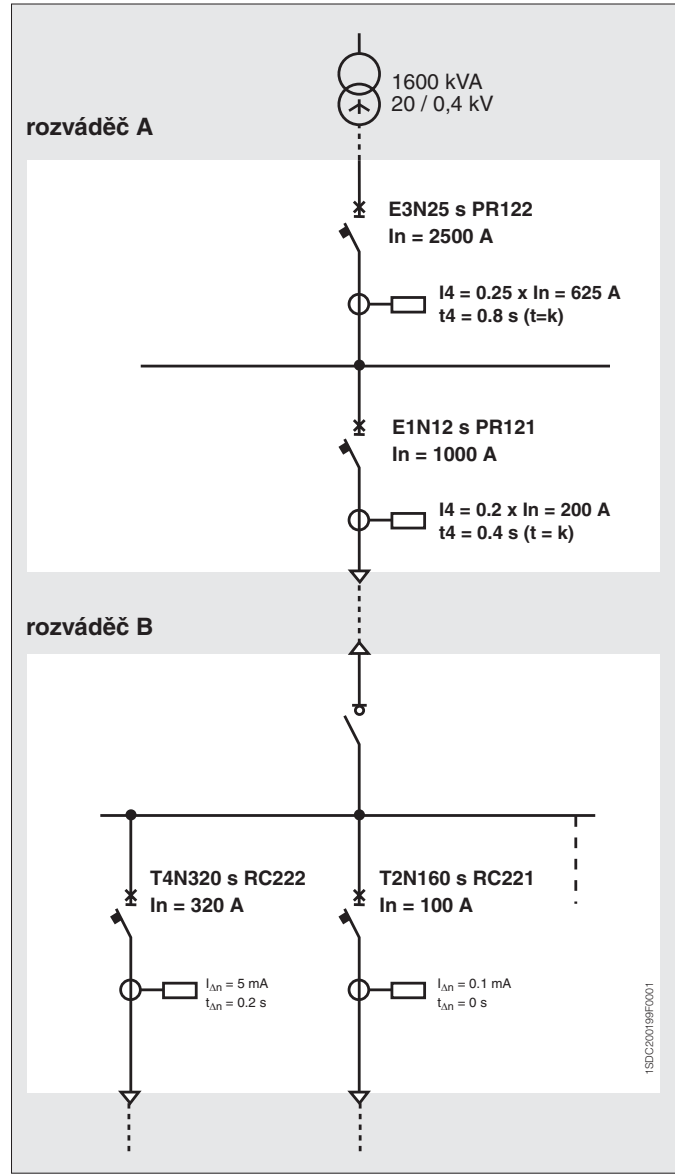 1600 kVA
20 / 0,4 kV
rozváděč A
E3N25 s PR122
In = 2500 A
I4 = 0.25 x In = 625 A
t4 = 0.8 s (t=k)
E1N12 s PR121
In = 1000 A
I4 = 0.2 x In = 200 A
t4 = 0.4 s (t = k)
rozváděč B
T4N320 s RC222
In = 320 A
T2N160 s RC221
In = 100 A
IΔn = 5 mA
tΔn = 0.2 s
IΔn = 0.1 mA
tΔn = 0 s
1SDC200199F0001